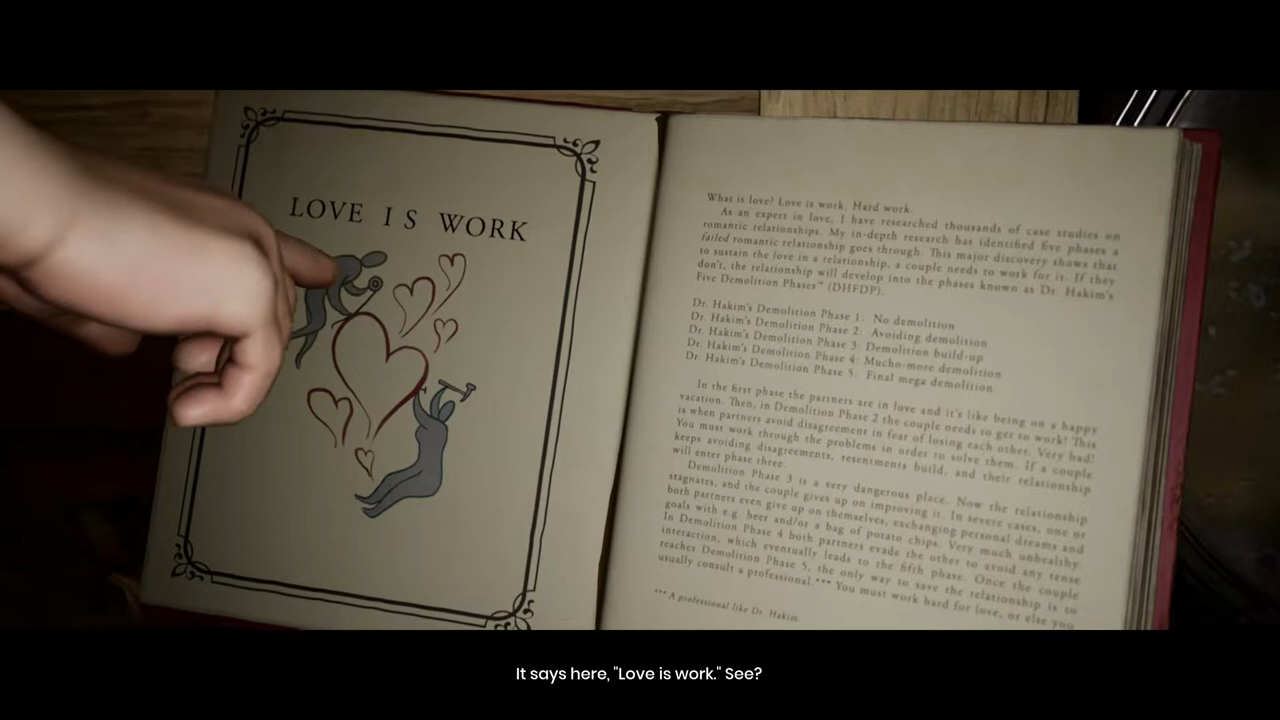 LOVE IS WORK
What is love? Love is work. Hard work.
As an expert in love, I have researched thousands of case studies on
romantic relationships. My in-depth research has identified five phases a
failed romantic relationship goes through. This major discovery shows that
to sustain the love in a relationship, a couple needs to work for it. If they
don't, the relationship will develop into the phases known as Dr. Hakim's
Five Demolition Phases™ (DHFDP).
Dr. Hakim's Demolition Phase 1: No demolition
Dr. Hakim's Demolition Phase 2: Avoiding demolition
Dr. Hakim's Demolition Phase 3: Demolition build-up
Dr. Hakim's Demolition Phase 4: Mucho-more demolition
Dr. Hakim's Demolition Phase 5: Final mega demolition
In the first phase the partners are in love and it's like being on a happy
vacation. Then, in Demolition Phase 2 the couple needs to get to work! This
is when partners avoid disagreement in fear of losing each other. Very bad!
You must work through the problems in order to solve them. If a couple
keeps avoiding disagreements, resentments build, and their relationship
will enter phase three.
Demolition Phase 3 is a very dangerous place. Now the relationship
stagnates, and the couple gives up on improving it. In severe cases, one or
both partners even give up on themselves, exchanging personal dreams and
goals with e.g. beer and/or a bag of potato chips. Very much unhealthy.
In Demolition Phase 4 both partners evade the other to avoid any tense
interaction, which eventually leads to the fifth phase. Once the couple
reaches Demolition Phase 5, the only way to save the relationship is to
usually consult a professional.*** You must work hard for love, or else you
*** A professional like Dr. Hakim.
It says here, "Love is work." See?